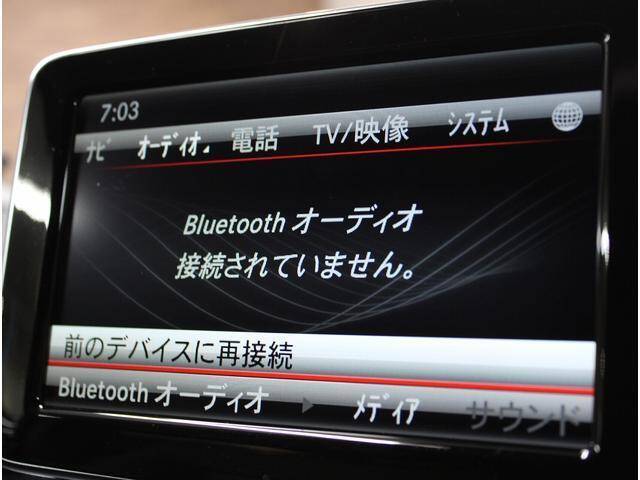 7:03
ﾅﾋﾞ ｵｰﾃﾞｨｵ 電話 TV/映像 ｼｽﾃﾑ
Bluetooth オーディオ
接続されていません。
前のデバイスに再接続
Bluetooth オーディオ ﾒﾃﾞｨｱ サウンド